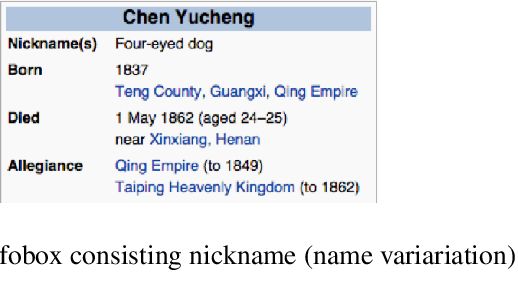 Chen Yucheng
Nickname(s) Four-eyed dog
Born 1837
Teng County, Guangxi, Qing Empire
Died 1 May 1862 (aged 24–25)
near Xinxiang, Henan
Allegiance Qing Empire (to 1849)
Taiping Heavenly Kingdom (to 1862)
fobox consisting nickname (name variariation)